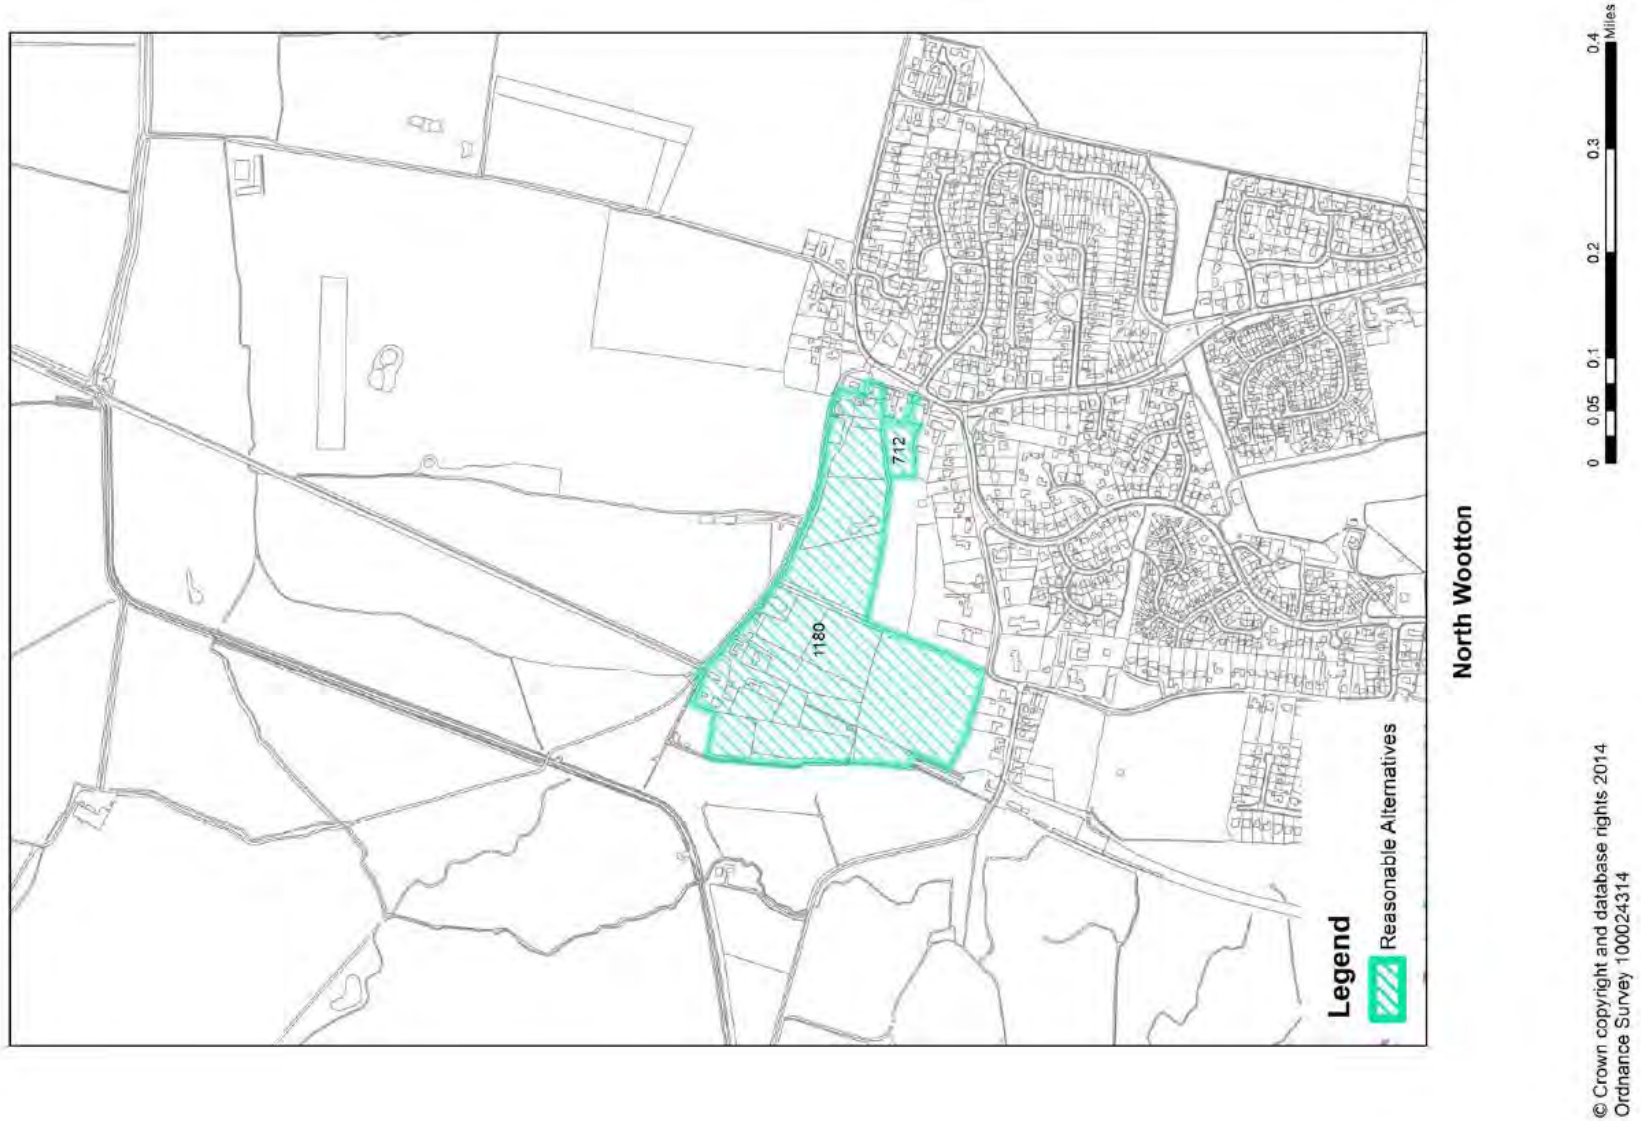 1180
712
Legend
Reasonable Alternatives
North Wootton
© Crown copyright and database rights 2014
Ordnance Survey 100024314
0 0.05 0.1 0.2 0.3 0.4
Miles